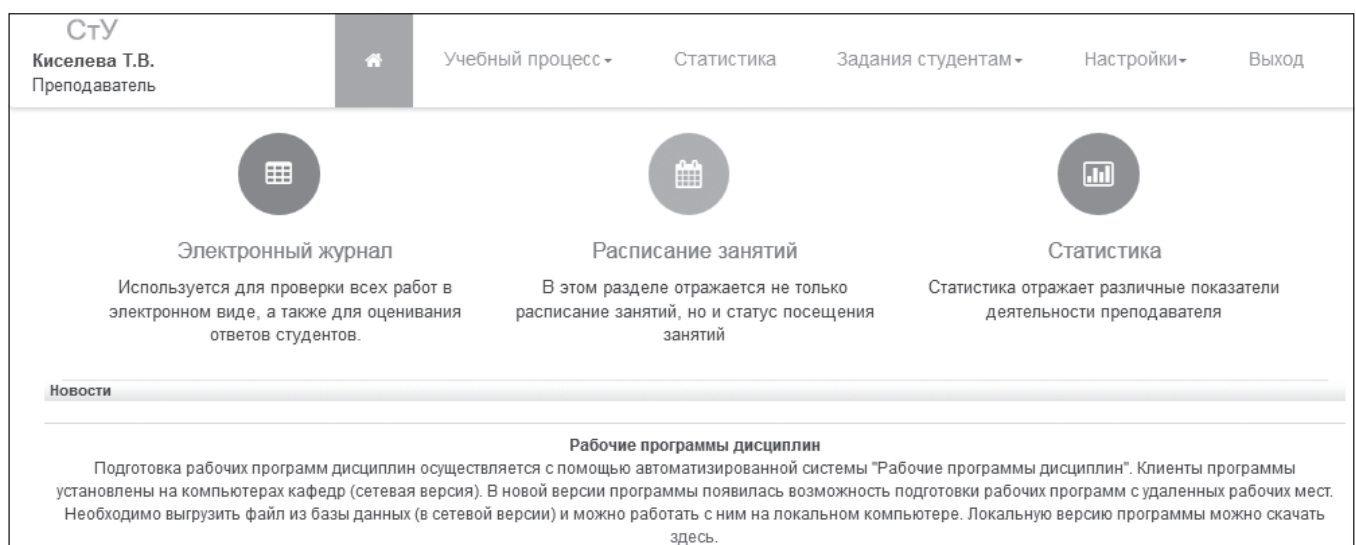 СтУ
Киселева Т.В.
Преподаватель
Учебный процесс
Статистика
Задания студентам
Настройки
Выход
Электронный журнал
Используется для проверки всех работ в
электронном виде, а также для оценивания
ответов студентов.
Расписание занятий
В этом разделе отражается не только
расписание занятий, но и статус посещения
занятий
Статистика
Статистика отражает различные показатели
деятельности преподавателя
Новости
Рабочие программы дисциплин
Подготовка рабочих программ дисциплин осуществляется с помощью автоматизированной системы "Рабочие программы дисциплин". Клиенты программы
установлены на компьютерах кафедр (сетевая версия). В новой версии программы появилась возможность подготовки рабочих программ с удаленных рабочих мест.
Необходимо выгрузить файл из базы данных (в сетевой версии) и можно работать с ним на локальном компьютере. Локальную версию программы можно скачать
здесь.